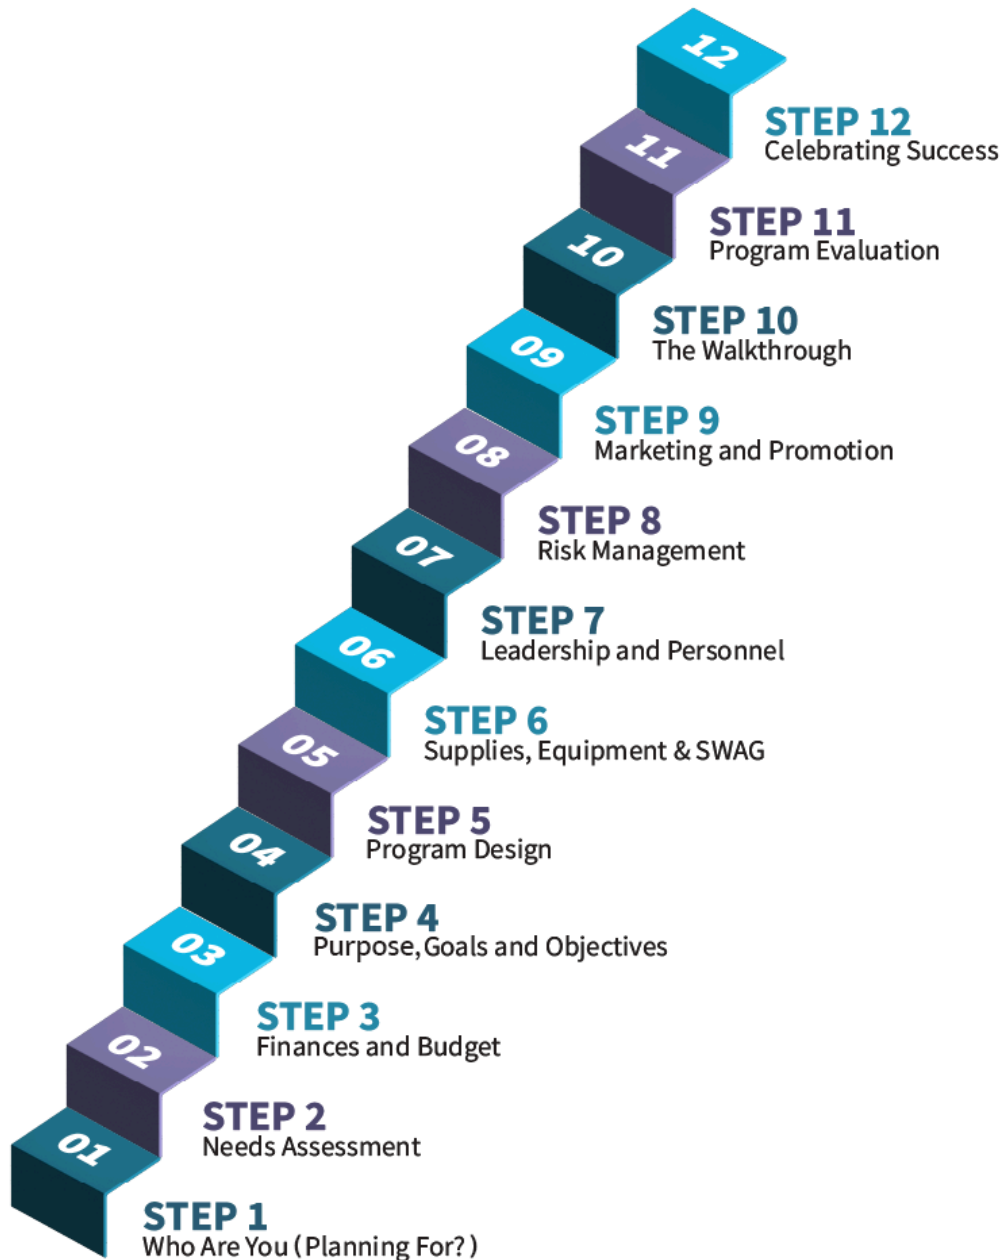 12
STEP 12
Celebrating Success
11
STEP 11
Program Evaluation
10
STEP 10
The Walkthrough
09
STEP 9
Marketing and Promotion
08
STEP 8
Risk Management
07
STEP 7
Leadership and Personnel
06
STEP 6
Supplies, Equipment & SWAG
05
STEP 5
Program Design
04
STEP 4
Purpose, Goals and Objectives
03
STEP 3
Finances and Budget
02
STEP 2
Needs Assessment
01
STEP 1
Who Are You (Planning For?)